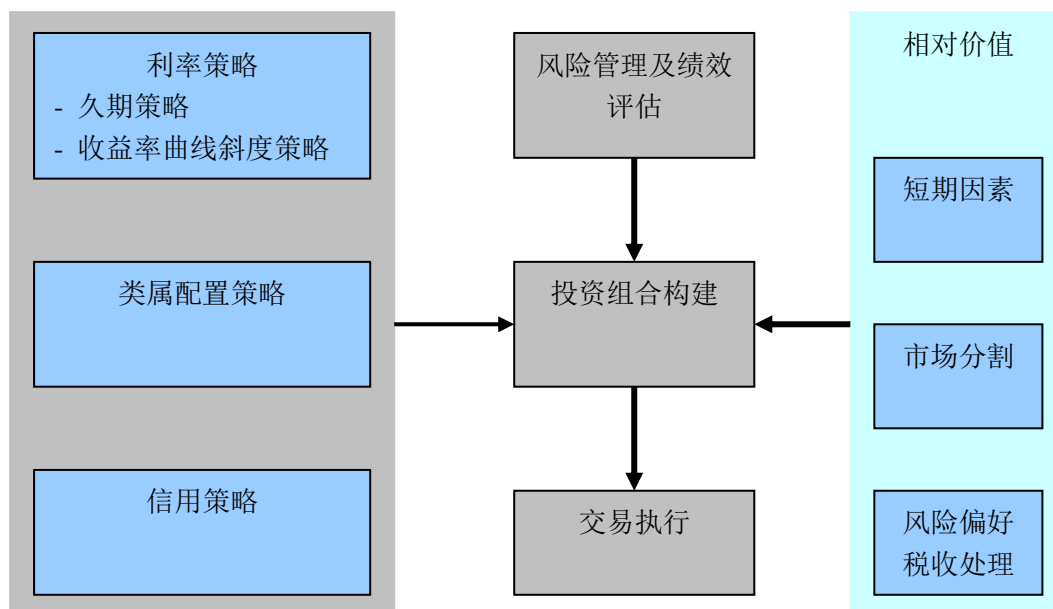 利率策略
- 久期策略
- 收益率曲线斜度策略
类属配置策略
信用策略
风险管理及绩效
评估
投资组合构建
交易执行
相对价值
短期因素
市场分割
风险偏好
税收处理